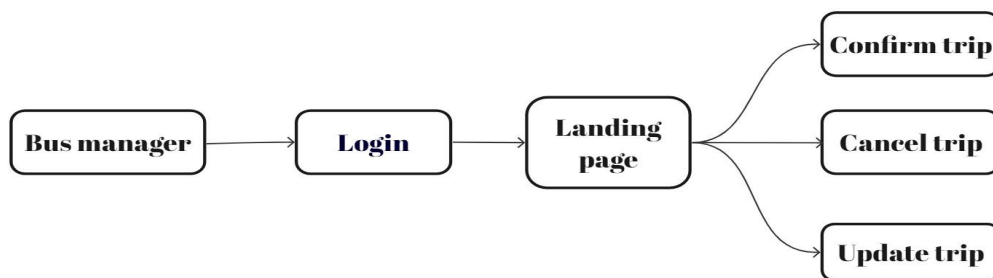 Bus manager
Login
Landing
page
Confirm trip
Cancel trip
Update trip